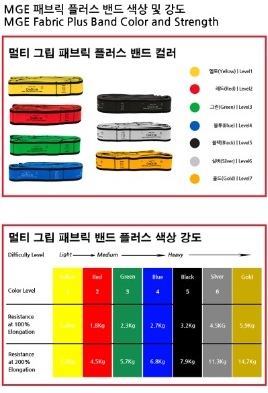 MGE 패브릭 플러스 밴드 색상 및 강도
MGE Fabric Plus Band Color and Strength
멀티 그립 패브릭 플러스 밴드 컬러
옐로(Yellow) | Level1
레드(Red) | Level2
그린(Green) | Level3
블루(Blue) | Level4
블랙(Black) | Level5
실버(Silver) | Level6
골드(Gold) | Level7
멀티 그립 패브릭 밴드 플러스 색상 강도
Difficulty Level Light Medium Heavy
Yellow Red Green Blue Black Silver Gold
Color Level 1 2 3 4 5 6
Resistance at 100% Elongation 1.8Kg 2.3Kg 2.7Kg 3.2Kg 4.5KG 5.9Kg
Resistance at 200% Elongation 4.5Kg 5.7Kg 6.8Kg 7.9Kg 11.3Kg 14.7Kg